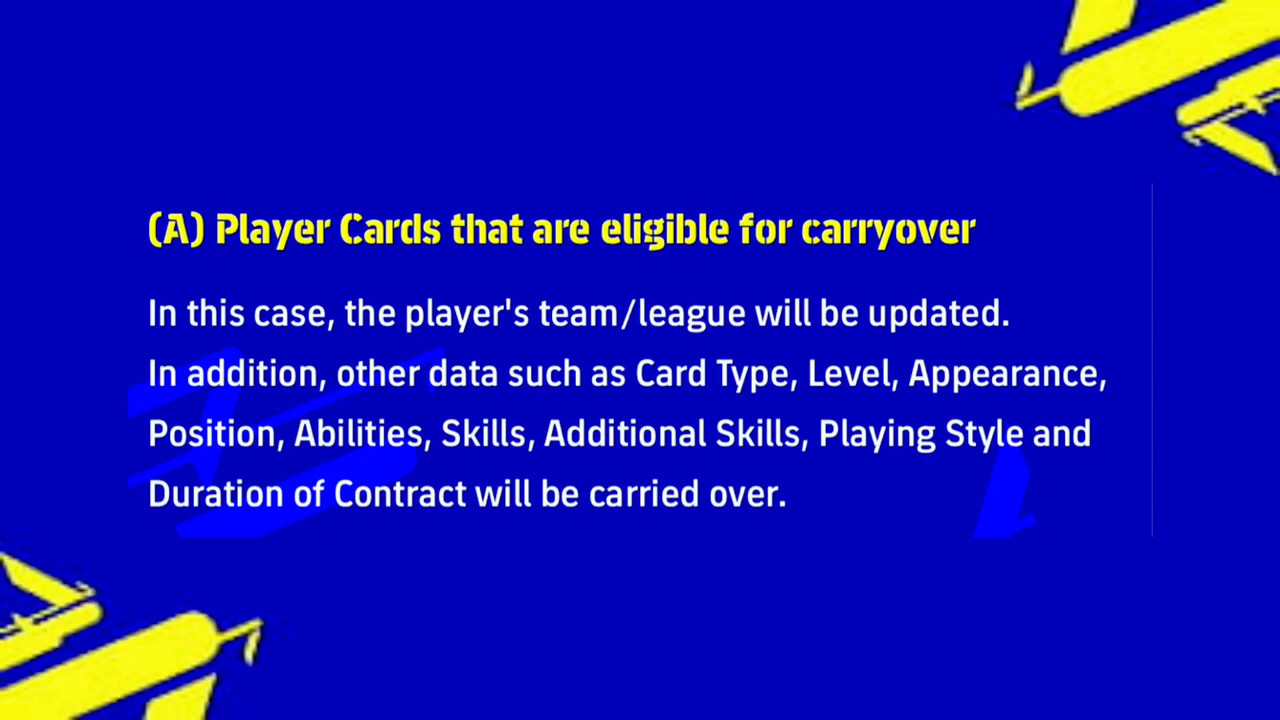 (A) Player Cards that are eligible for carryover
In this case, the player's team/league will be updated.
In addition, other data such as Card Type, Level, Appearance,
Position, Abilities, Skills, Additional Skills, Playing Style and
Duration of Contract will be carried over.